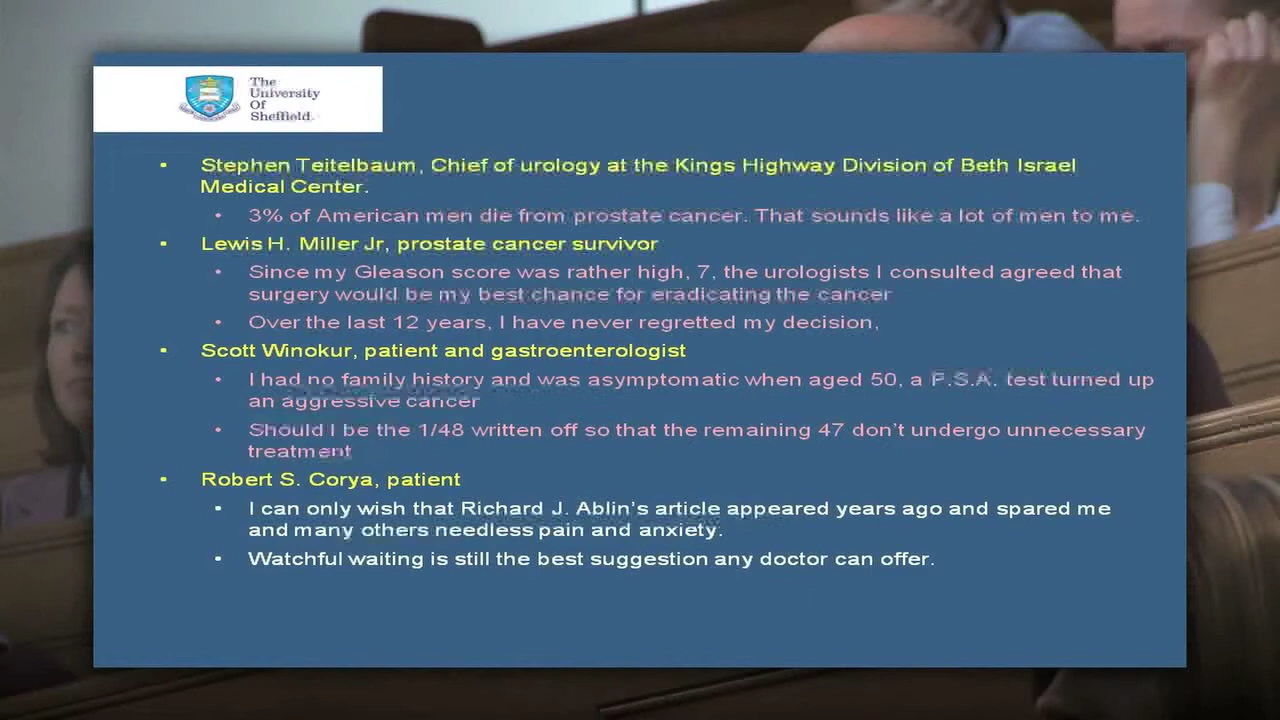 The
University
Of
Sheffield.
• Stephen Teitelbaum, Chief of urology at the Kings Highway Division of Beth Israel
Medical Center.
• 3% of American men die from prostate cancer. That sounds like a lot of men to me.
• Lewis H. Miller Jr, prostate cancer survivor
• Since my Gleason score was rather high, 7, the urologists I consulted agreed that
surgery would be my best chance for eradicating the cancer
• Over the last 12 years, I have never regretted my decision,
• Scott Winokur, patient and gastroenterologist
• I had no family history and was asymptomatic when aged 50, a P.S.A. test turned up
an aggressive cancer
• Should I be the 1/48 written off so that the remaining 47 don't undergo unnecessary
treatment
• Robert S. Corya, patient
• I can only wish that Richard J. Ablin's article appeared years ago and spared me
and many others needless pain and anxiety.
• Watchful waiting is still the best suggestion any doctor can offer.